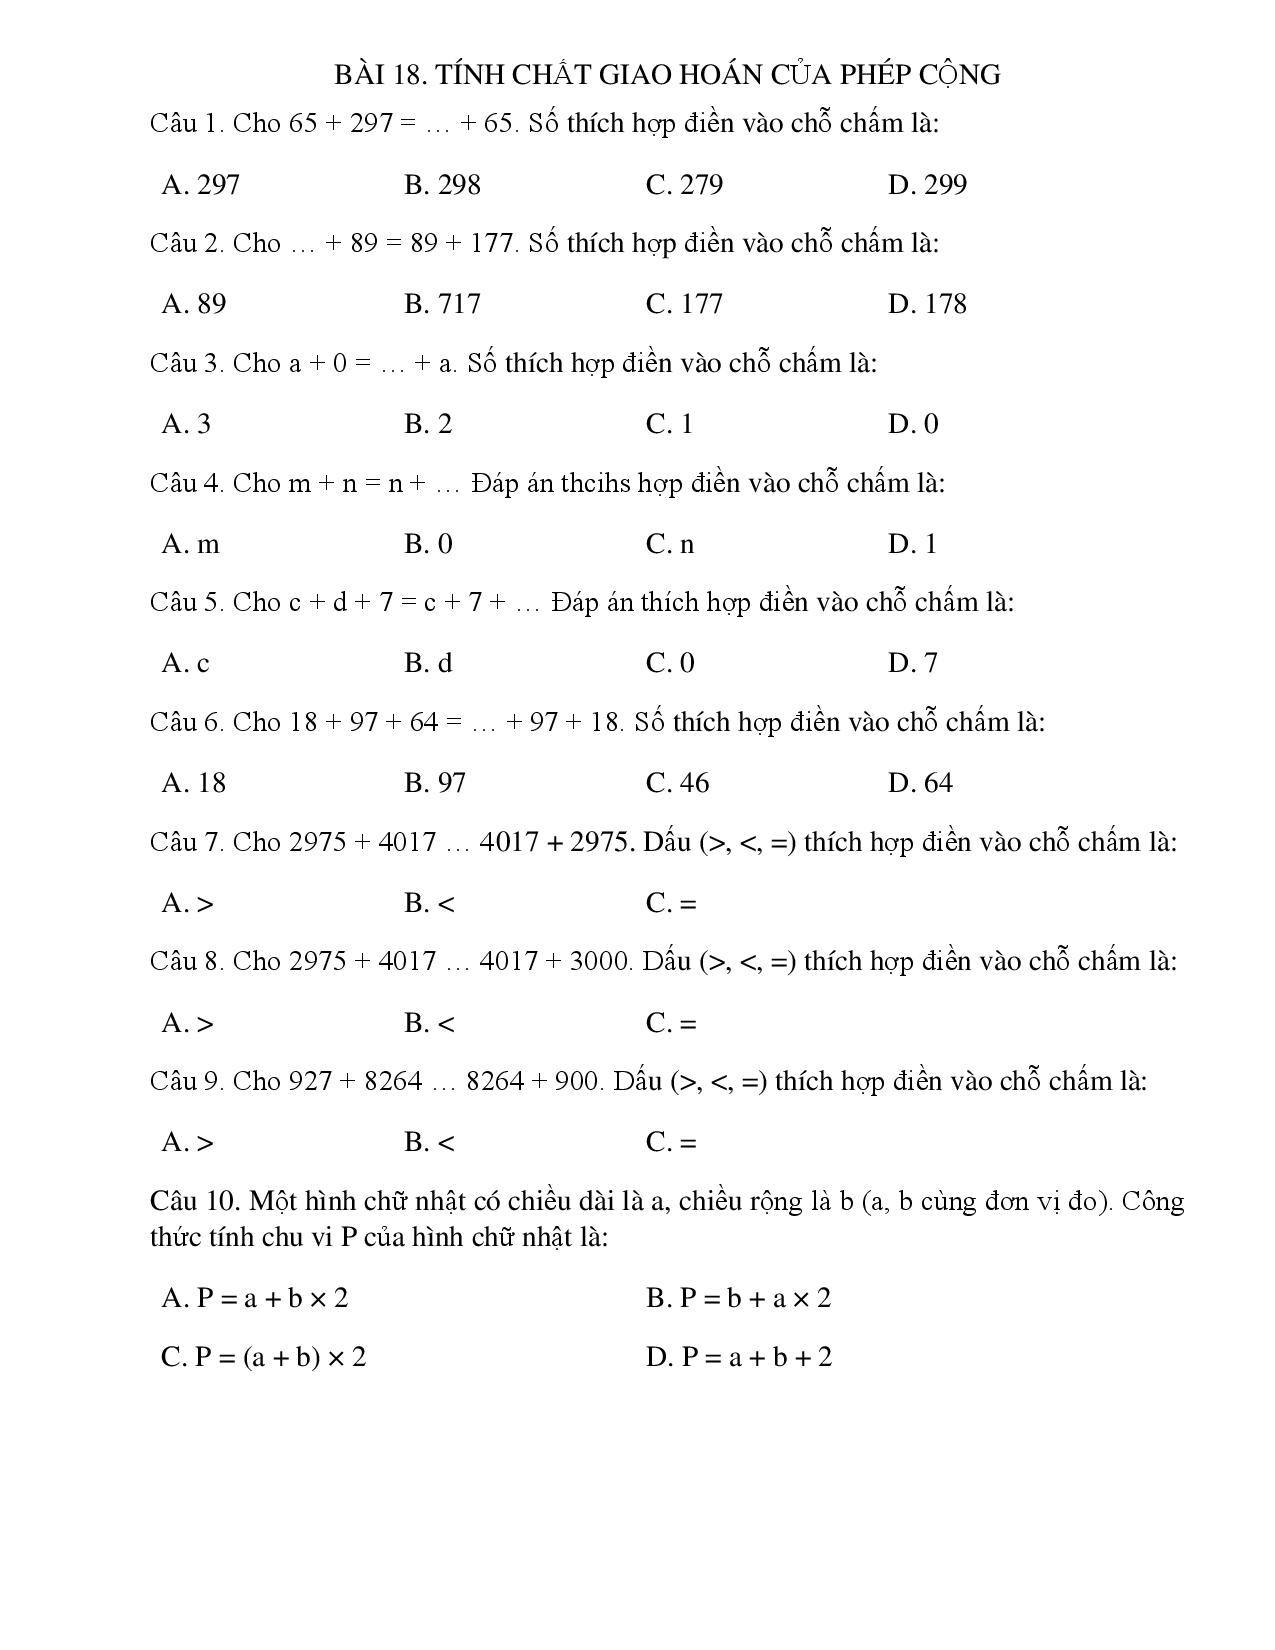 BÀI 18. TÍNH CHẤT GIAO HOÁN CỦA PHÉP CỘNG
Câu 1. Cho 65 + 297 = … + 65. Số thích hợp điền vào chỗ chấm là:
A. 297 B. 298 C. 279 D. 299
Câu 2. Cho … + 89 = 89 + 177. Số thích hợp điền vào chỗ chấm là:
A. 89 B. 717 C. 177 D. 178
Câu 3. Cho a + 0 = … + a. Số thích hợp điền vào chỗ chấm là:
A. 3 B. 2 C. 1 D. 0
Câu 4. Cho m + n = n + … Đáp án thcihs hợp điền vào chỗ chấm là:
A. m B. 0 C. n D. 1
Câu 5. Cho c + d + 7 = c + 7 + … Đáp án thích hợp điền vào chỗ chấm là:
A. c B. d C. 0 D. 7
Câu 6. Cho 18 + 97 + 64 = … + 97 + 18. Số thích hợp điền vào chỗ chấm là:
A. 18 B. 97 C. 46 D. 64
Câu 7. Cho 2975 + 4017 … 4017 + 2975. Dấu (>, <, =) thích hợp điền vào chỗ chấm là:
A. > B. < C. =
Câu 8. Cho 2975 + 4017 … 4017 + 3000. Dấu (>, <, =) thích hợp điền vào chỗ chấm là:
A. > B. < C. =
Câu 9. Cho 927 + 8264 … 8264 + 900. Dấu (>, <, =) thích hợp điền vào chỗ chấm là:
A. > B. < C. =
Câu 10. Một hình chữ nhật có chiều dài là a, chiều rộng là b (a, b cùng đơn vị đo). Công
thức tính chu vi P của hình chữ nhật là:
A. P = a + b × 2 B. P = b + a × 2
C. P = (a + b) × 2 D. P = a + b + 2